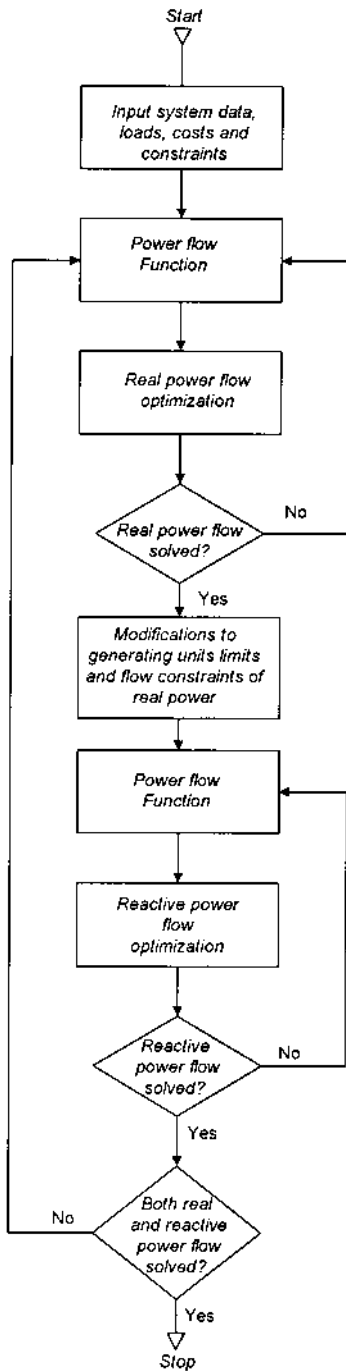 Start
Input system data,
loads, costs and
constraints
Power flow
Function
Real power flow
optimization
Real power flow
solved?
No
Yes
Modifications to
generating units limits
and flow constraints of
real power
Power flow
Function
Reactive power
flow
optimization
Reactive
power flow
solved?
No
Yes
Both real
and reactive
power flow
solved?
No
Yes
Stop